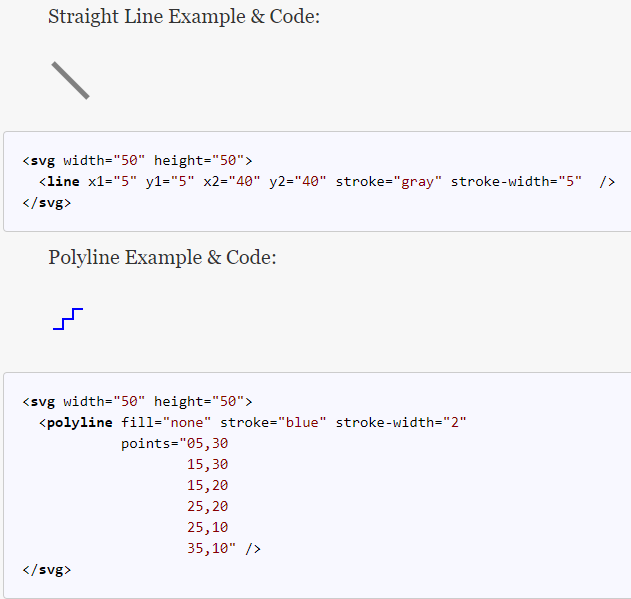 Straight Line Example & Code:
<svg width="50" height="50">
  <line x1="5" y1="5" x2="40" y2="40" stroke="gray" stroke-width="5"  />
</svg>
Polyline Example & Code:
<svg width="50" height="50">
  <polyline fill="none" stroke="blue" stroke-width="2"
            points="05,30
                    15,30
                    15,20
                    25,20
                    25,10
                    35,10" />
</svg>